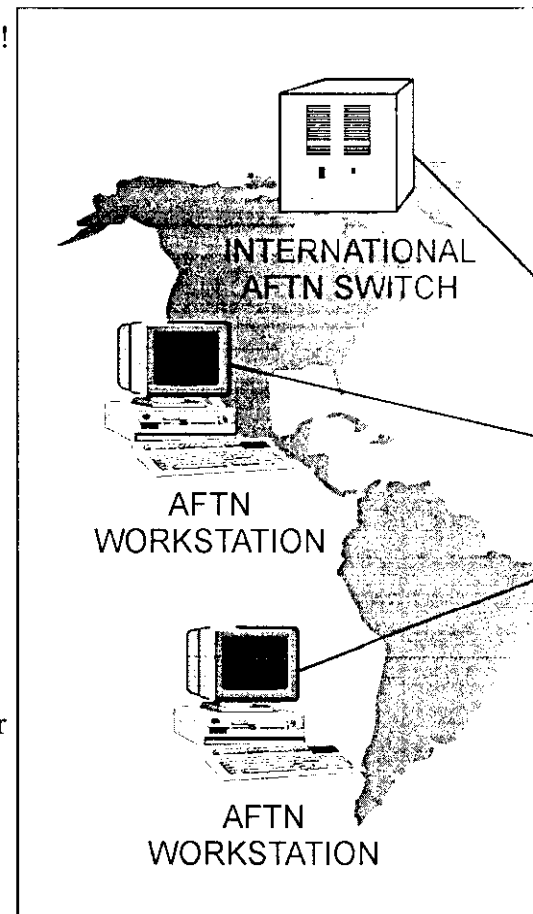 !
INTERNATIONAL
AFTN SWITCH
AFTN
WORKSTATION
r
AFTN
WORKSTATION